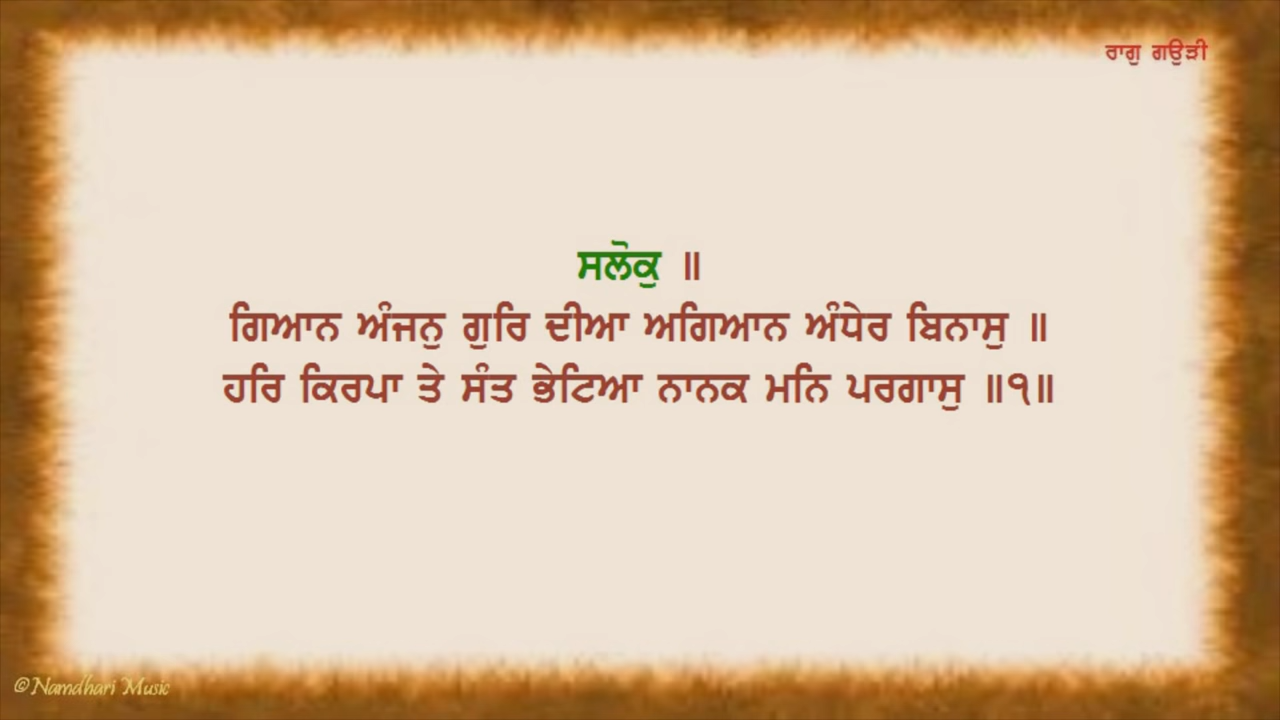 ਰਾਗੁ ਗਉੜੀ
ਸਲੋਕੁ ॥
ਗਿਆਨ ਅੰਜਨੁ ਗੁਰਿ ਦੀਆ ਅਗਿਆਨ ਅੰਧੇਰ ਬਿਨਾਸੁ ॥
ਹਰਿ ਕਿਰਪਾ ਤੇ ਸੰਤ ਭੇਟਿਆ ਨਾਨਕ ਮਨਿ ਪਰਗਾਸੁ ॥੧॥
©Namdhari Music